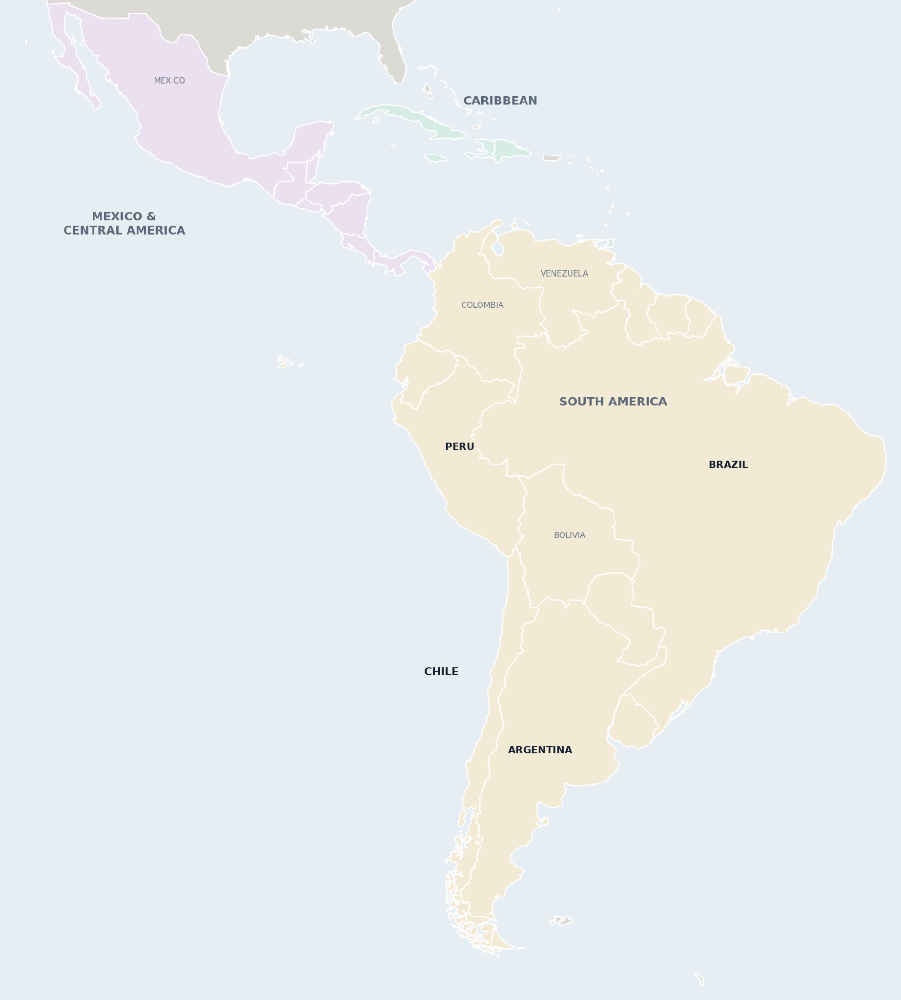 MEXICO
CARIBBEAN
MEXICO &
CENTRAL AMERICA
VENEZUELA
COLOMBIA
SOUTH AMERICA
PERU
BRAZIL
BOLIVIA
CHILE
ARGENTINA